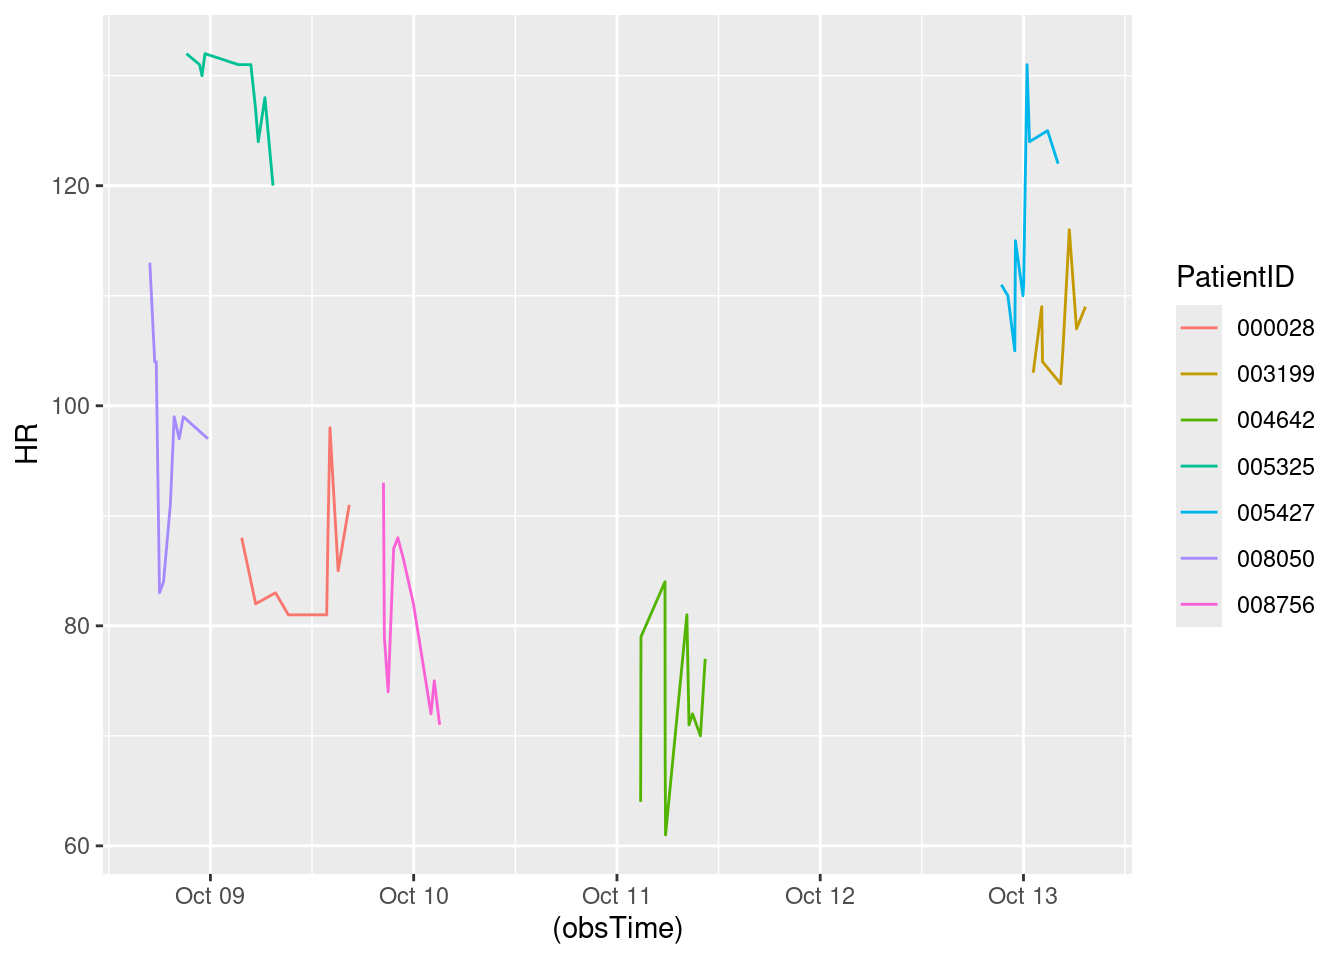 120
100
80
60
HR
Oct 09
Oct 10
Oct 11
Oct 12
Oct 13
(obsTime)
PatientID
000028
003199
004642
005325
005427
008050
008756